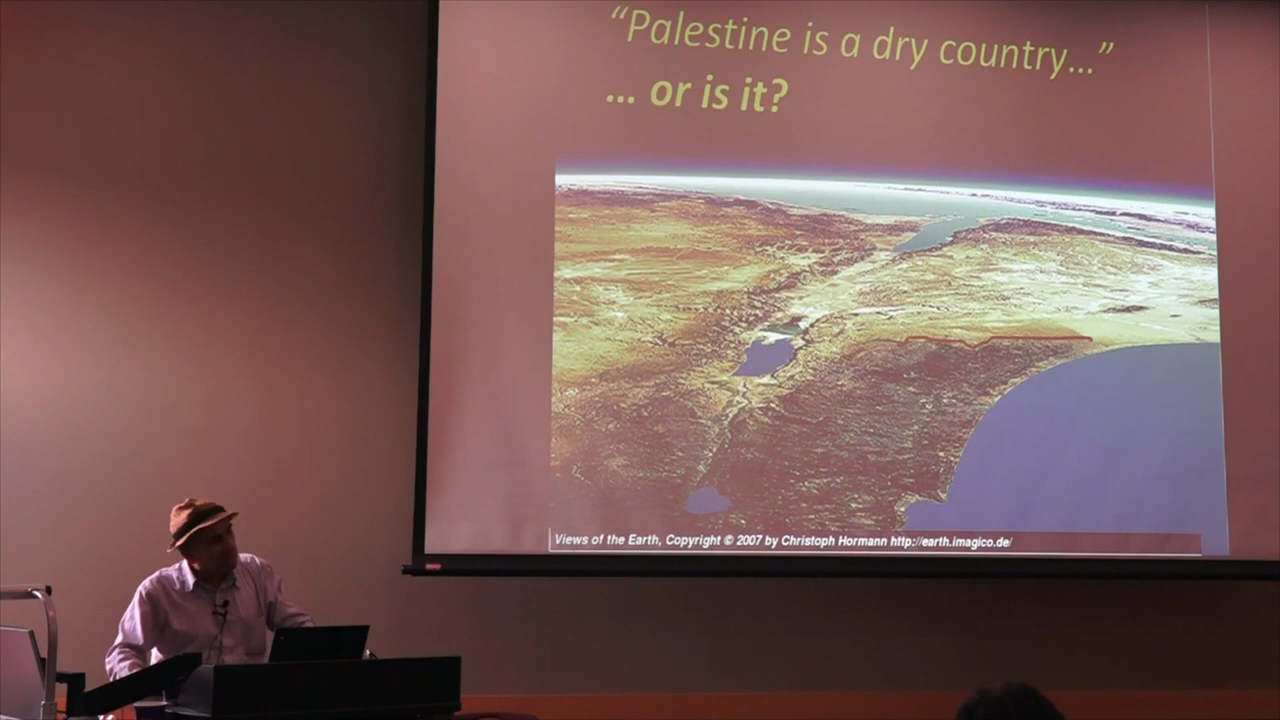 “Palestine is a dry country...”
... or is it?
Views of the Earth, Copyright © 2007 by Christoph Hormann http://earth.imagico.de/